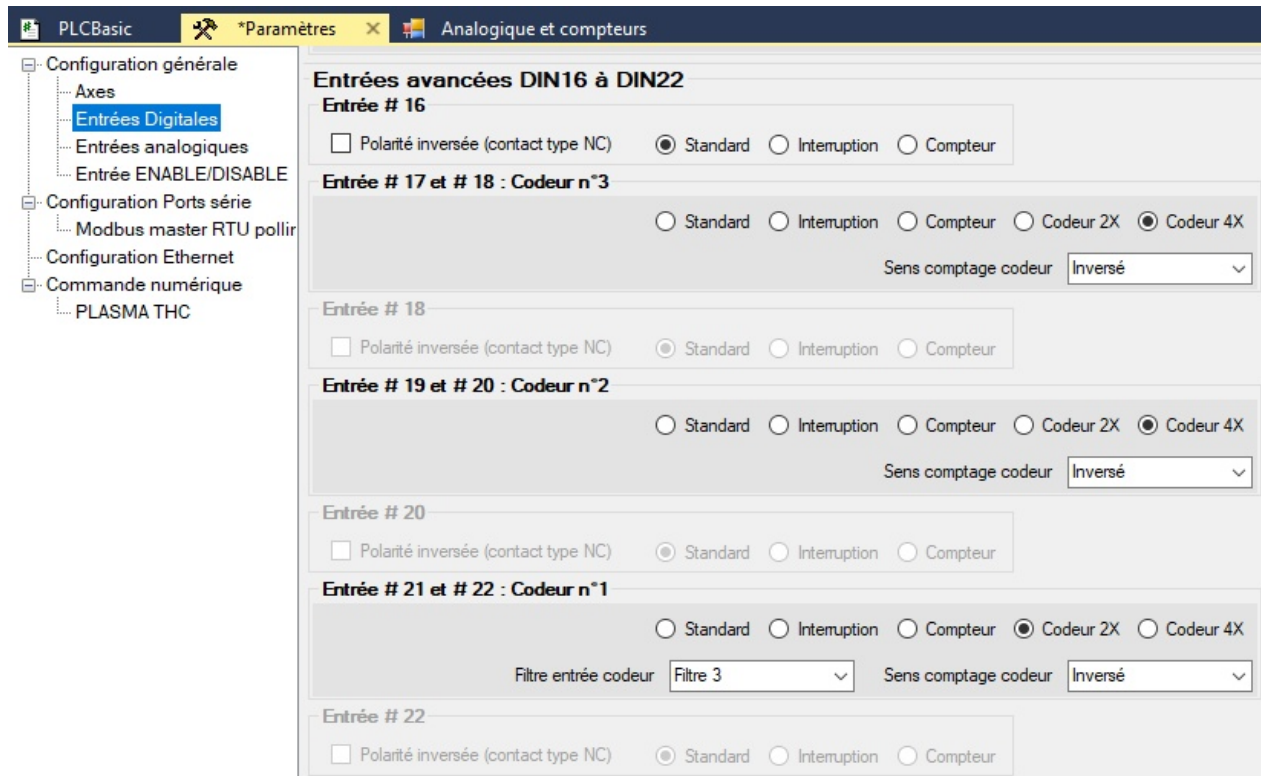 PLCBasic *Paramètres Analogique et compteurs
Configuration générale
Axes
Entrées Digitales
Entrées analogiques
Entrée ENABLE/DISABLE
Configuration Ports série
Modbus master RTU pollir
Configuration Ethernet
Commande numérique
PLASMA THC
Entrées avancées DIN16 à DIN22
Entrée # 16
Polarité inversée (contact type NC) Standard Interruption Compteur
Entrée # 17 et # 18 : Codeur n°3
Standard Interruption Compteur Codeur 2X Codeur 4X
Sens comptage codeur Inversé
Entrée # 18
Polarité inversée (contact type NC) Standard Interruption Compteur
Entrée # 19 et # 20 : Codeur n°2
Standard Interruption Compteur Codeur 2X Codeur 4X
Sens comptage codeur Inversé
Entrée # 20
Polarité inversée (contact type NC) Standard Interruption Compteur
Entrée # 21 et # 22 : Codeur n°1
Standard Interruption Compteur Codeur 2X Codeur 4X
Filtre entrée codeur Filtre 3 Sens comptage codeur Inversé
Entrée # 22
Polarité inversée (contact type NC) Standard Interruption Compteur